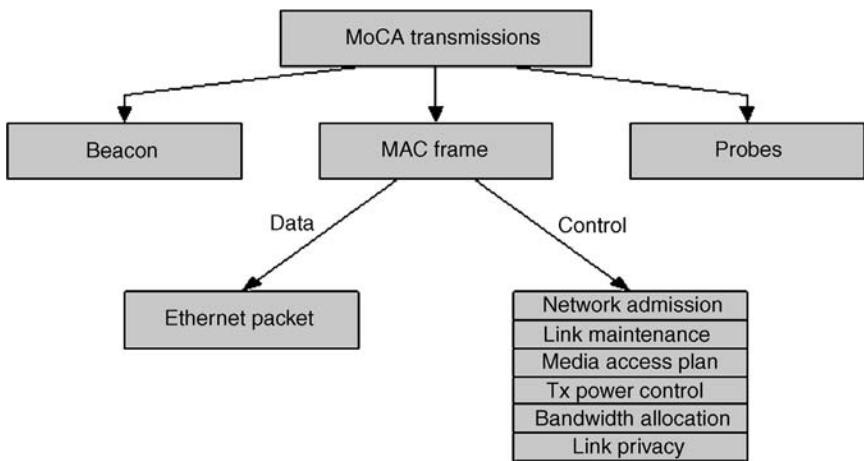 MoCA transmissions
Beacon
MAC frame
Probes
Data
Control
Ethernet packet
Network admission
Link maintenance
Media access plan
Tx power control
Bandwidth allocation
Link privacy